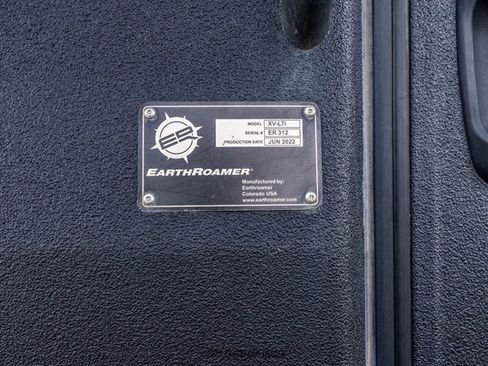 ER
MODEL XV-LTi
SERIAL # ER 312
PRODUCTION DATE JUN 2022
EARTHROAMER
Manufactured by:
Earthroamer
Colorado USA
www.earthroamer.com